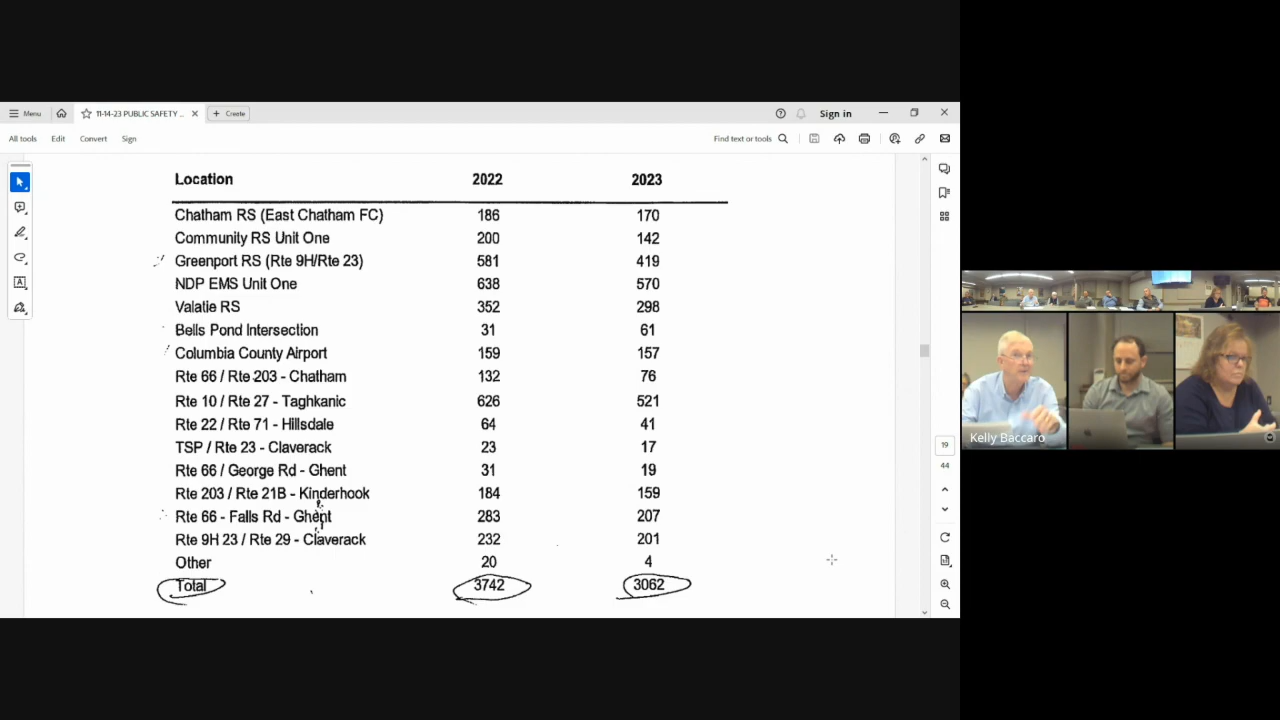 Menu
11-14-23 PUBLIC SAFETY ...
Create
Sign in
All tools Edit Convert Sign
Find text or tools
Location 2022 2023
Chatham RS (East Chatham FC) 186 170
Community RS Unit One 200 142
Greenport RS (Rte 9H/Rte 23) 581 419
NDP EMS Unit One 638 570
Valatie RS 352 298
Bells Pond Intersection 31 61
Columbia County Airport 159 157
Rte 66 / Rte 203 - Chatham 132 76
Rte 10 / Rte 27 - Taghkanic 626 521
Rte 22 / Rte 71 - Hillsdale 64 41
TSP / Rte 23 - Claverack 23 17
Rte 66 / George Rd - Ghent 31 19
Rte 203 / Rte 21B - Kinderhook 184 159
Rte 66 - Falls Rd - Ghent 283 207
Rte 9H 23 / Rte 29 - Claverack 232 201
Other 20 4
Total 3742 3062
19
44
Kelly Baccaro